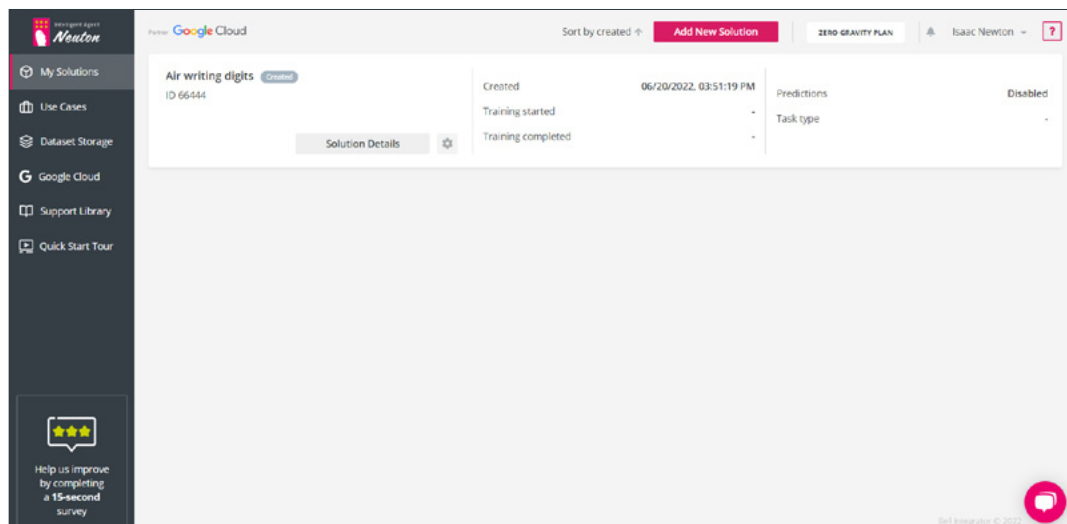 Intelligent Agent
Neuton
Partner Google Cloud
Sort by created ↑
Add New Solution
ZERO GRAVITY PLAN
Isaac Newton
?
My Solutions
Use Cases
Dataset Storage
G Google Cloud
Support Library
Quick Start Tour
Air writing digits Created
ID 66444
Solution Details
Created 06/20/2022, 03:51:19 PM
Training started -
Training completed -
Predictions Disabled
Task type -
Help us improve
by completing
a 15-second
survey
Bell Integrator © 2022